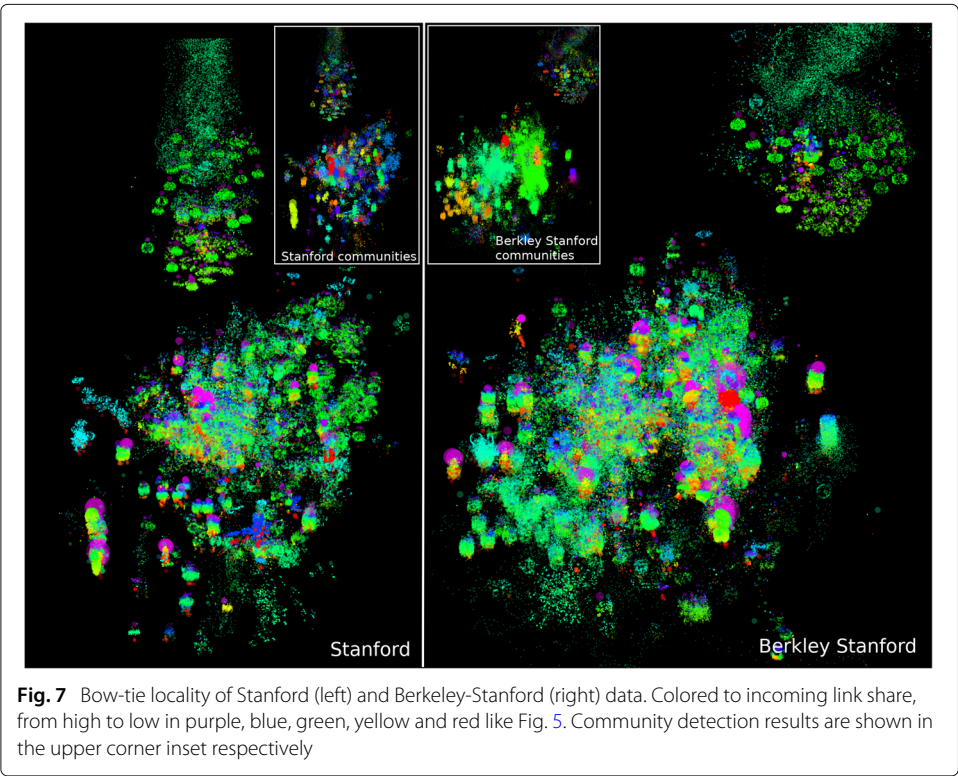 Stanford communities
Berkley Stanford
communities
Stanford
Berkley Stanford
Fig. 7 Bow-tie locality of Stanford (left) and Berkeley-Stanford (right) data. Colored to incoming link share,
from high to low in purple, blue, green, yellow and red like Fig. 5. Community detection results are shown in
the upper corner inset respectively